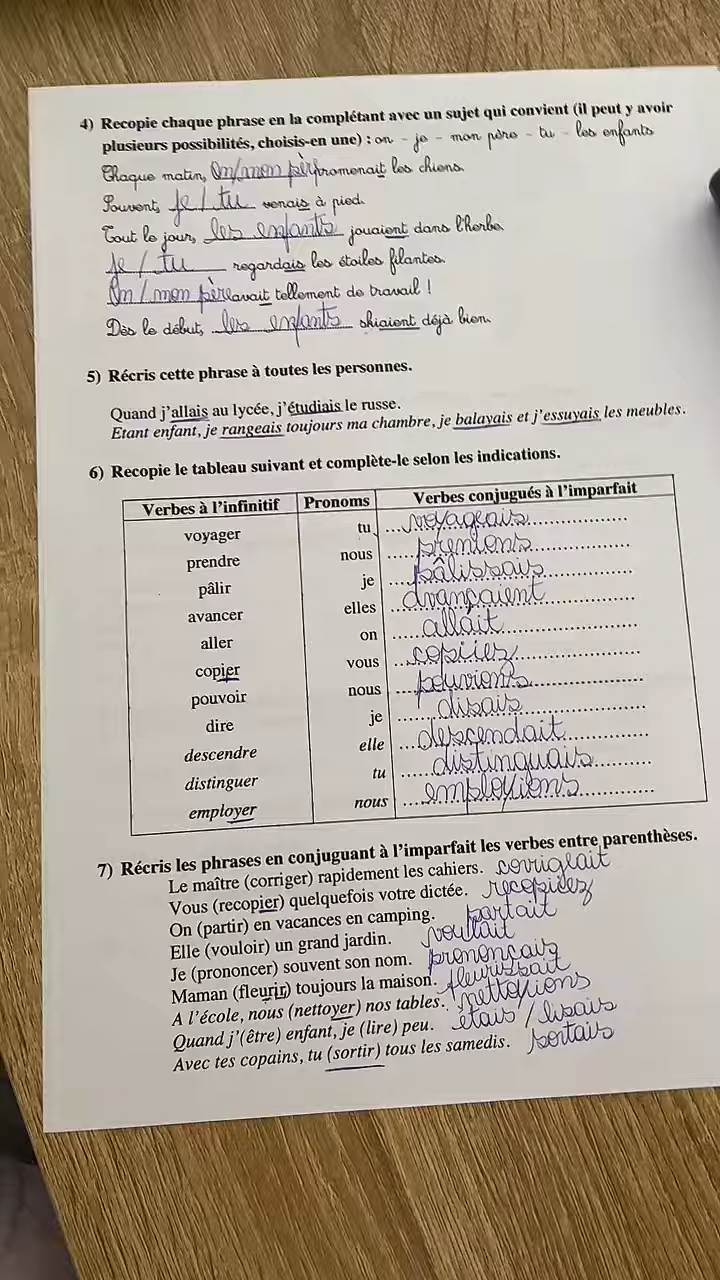 4) Recopie chaque phrase en la complétant avec un sujet qui convient (il peut y avoir
plusieurs possibilités, choisis-en une) : on - je - mon père - tu - les enfants
Chaque matin, On/mon père promenait les chiens.
Souvent, je / tu venais à pied.
Tout le jour, les enfants jouaient dans l'herbe.
Je / tu regardais les étoiles filantes.
On / mon père avait tellement de travail !
Dès le début, les enfants skiaient déjà bien.
5) Récris cette phrase à toutes les personnes.
Quand j'allais au lycée, j'étudiais le russe.
Etant enfant, je rangeais toujours ma chambre, je balayais et j'essuyais les meubles.
6) Recopie le tableau suivant et complète-le selon les indications.
Verbes à l'infinitif Pronoms Verbes conjugués à l'imparfait
voyager tu voyageais
prendre nous prenions
pâlir je pâlissais
avancer elles avançaient
aller on allait
copier vous copiiez
pouvoir nous pouvions
dire je disais
descendre elle descendait
distinguer tu distinguais
employer nous employions
7) Récris les phrases en conjuguant à l'imparfait les verbes entre parenthèses.
Le maître (corriger) rapidement les cahiers. corrigeait
Vous (recopier) quelquefois votre dictée. recopiiez
On (partir) en vacances en camping. partait
Elle (vouloir) un grand jardin. voulait
Je (prononcer) souvent son nom. prononçais
Maman (fleurir) toujours la maison. fleurissait
A l'école, nous (nettoyer) nos tables. nettoyions
Quand j'(être) enfant, je (lire) peu. étais / lisais
Avec tes copains, tu (sortir) tous les samedis. sortais